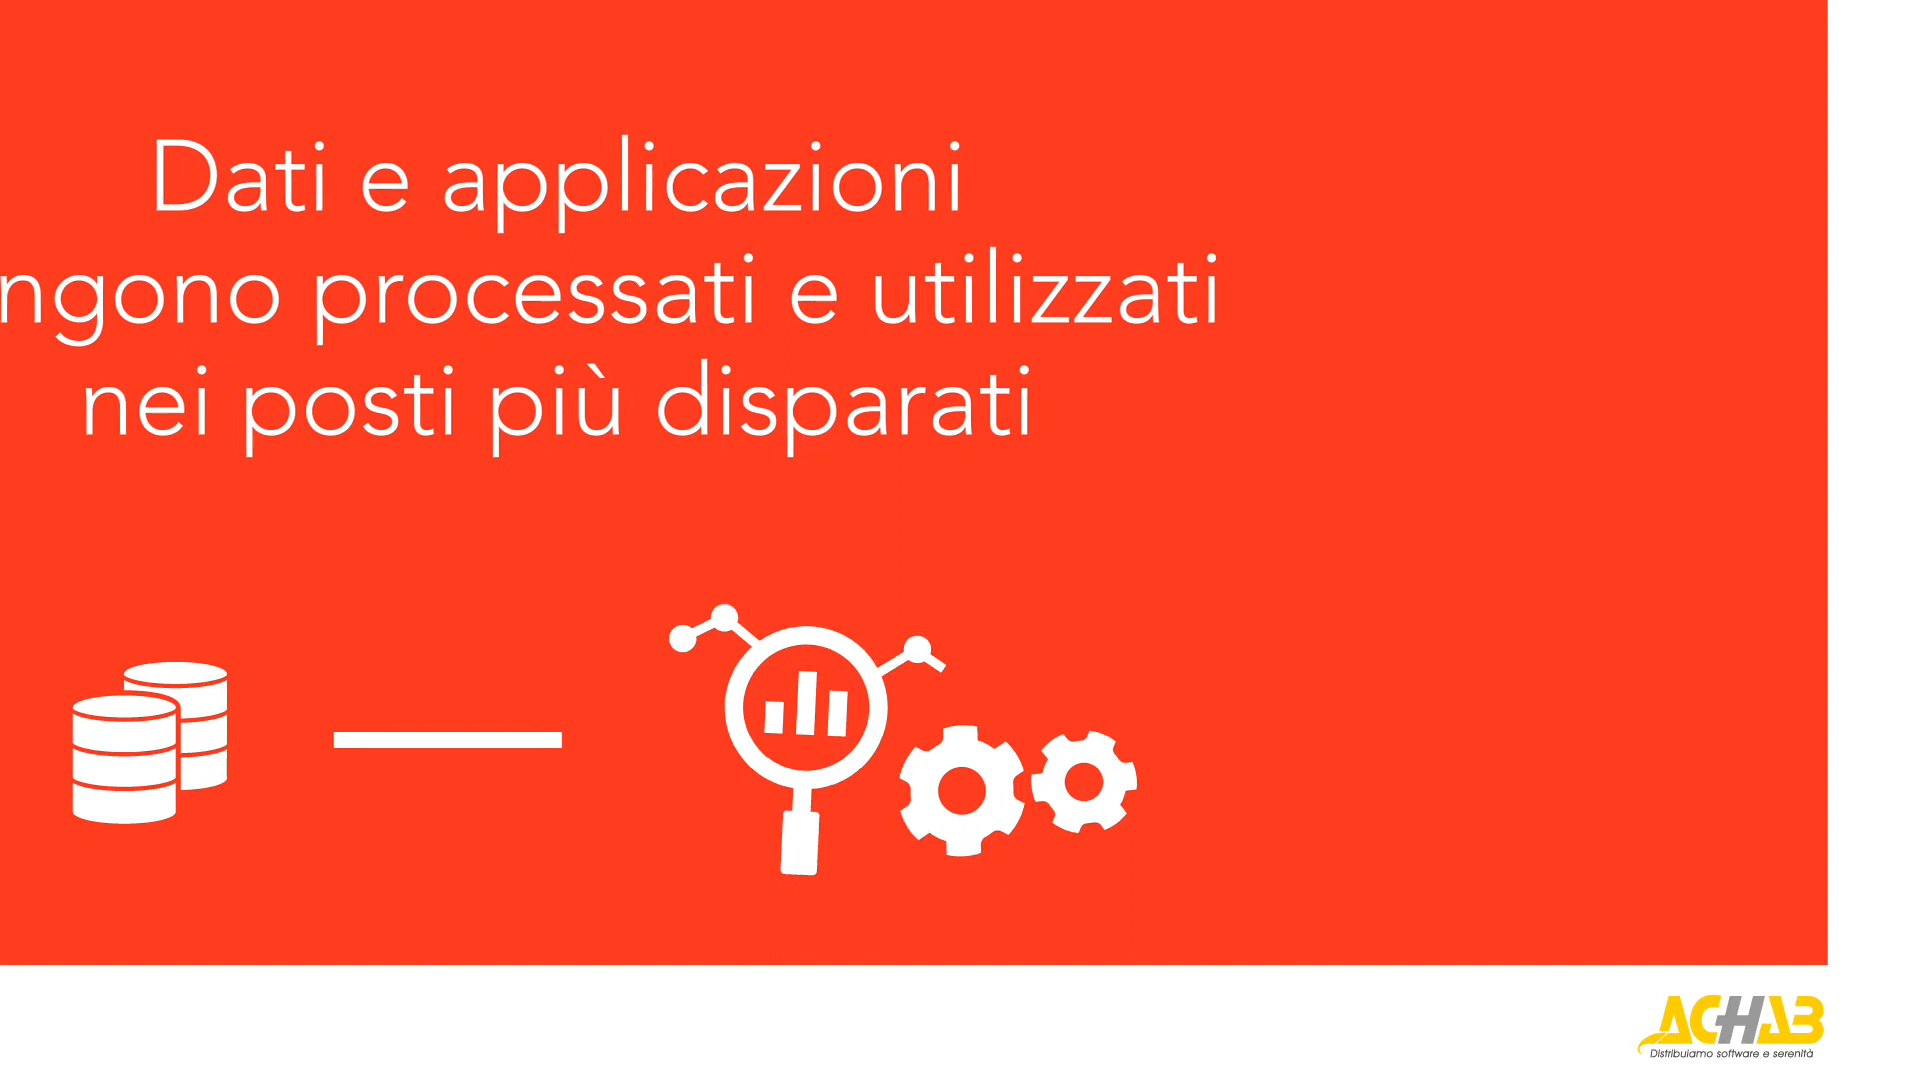 Dati e applicazioni
ngono processati e utilizzati
nei posti più disparati
ACHAB
Distribuiamo software e serenità